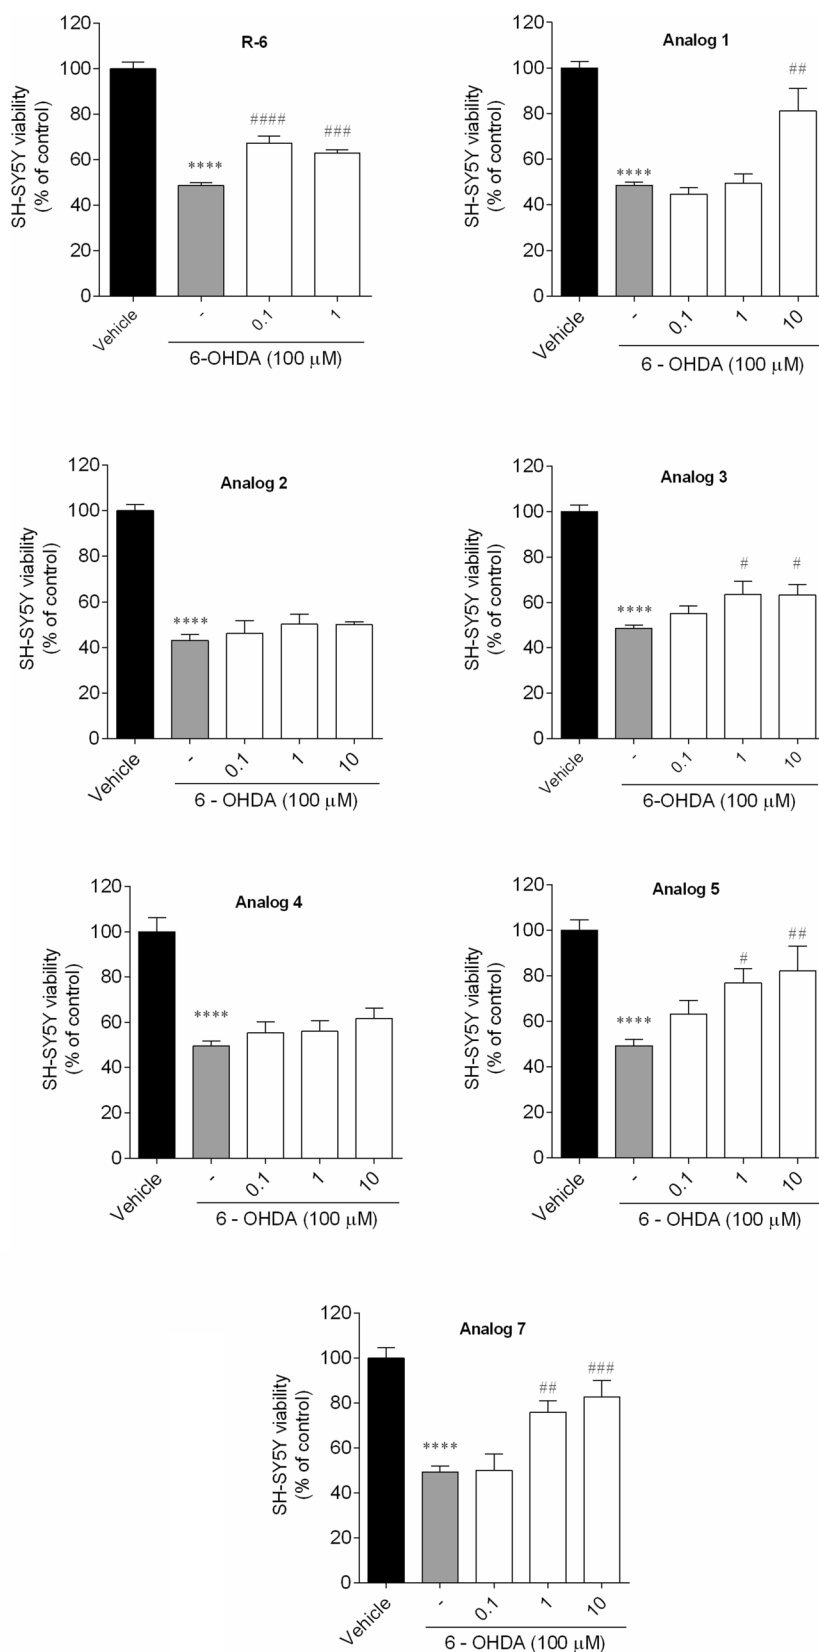 R-6
SH-SY5Y viability
(% of control)
120
100
80
60
40
20
0
****
####
###
Vehicle
-
0.1
1
6-OHDA (100 μM)
Analog 1
SH-SY5Y viability
(% of control)
120
100
80
60
40
20
0
****
##
Vehicle
-
0.1
1
10
6 - OHDA (100 μM)
Analog 2
SH-SY5Y viability
(% of control)
120
100
80
60
40
20
0
****
Vehicle
-
0.1
1
10
6 - OHDA (100 μM)
Analog 3
SH-SY5Y viability
(% of control)
120
100
80
60
40
20
0
****
#
#
Vehicle
-
0.1
1
10
6-OHDA (100 μM)
Analog 4
SH-SY5Y viability
(% of control)
120
100
80
60
40
20
0
****
Vehicle
-
0.1
1
10
6 - OHDA (100 μM)
Analog 5
SH-SY5Y viability
(% of control)
120
100
80
60
40
20
0
****
#
##
Vehicle
-
0.1
1
10
6 - OHDA (100 μM)
Analog 7
SH-SY5Y viability
(% of control)
120
100
80
60
40
20
0
****
##
###
Vehicle
-
0.1
1
10
6 - OHDA (100 μM)